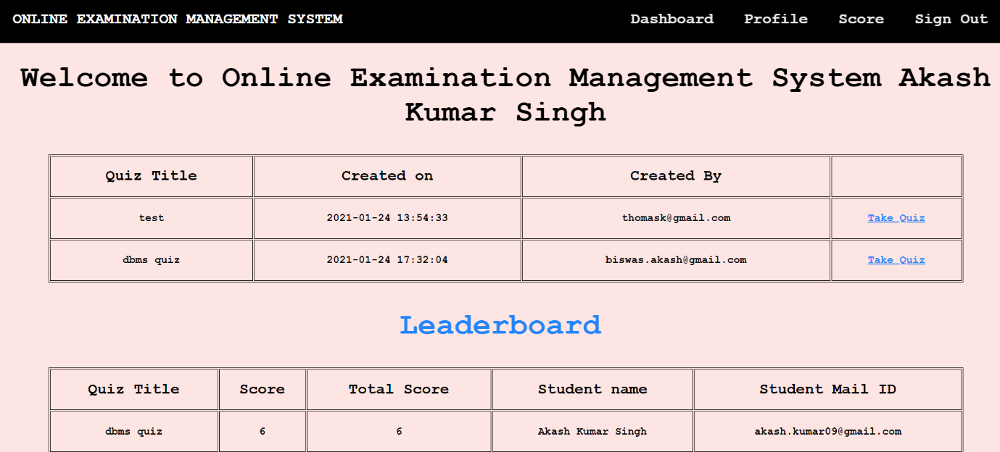 ONLINE EXAMINATION MANAGEMENT SYSTEM Dashboard Profile Score Sign Out
Welcome to Online Examination Management System Akash
Kumar Singh
Quiz Title Created on Created By
test 2021-01-24 13:54:33 thomask@gmail.com Take Quiz
dbms quiz 2021-01-24 17:32:04 biswas.akash@gmail.com Take Quiz
Leaderboard
Quiz Title Score Total Score Student name Student Mail ID
dbms quiz 6 6 Akash Kumar Singh akash.kumar09@gmail.com